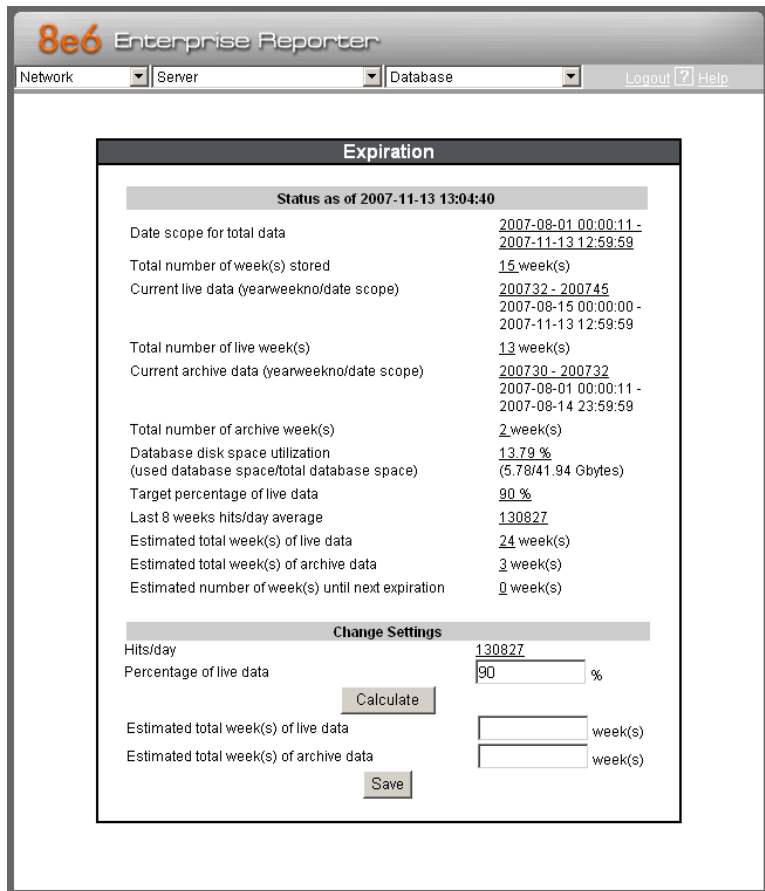 8e6 Enterprise Reporter
Network Server Database Logout ? Help
Expiration
Status as of 2007-11-13 13:04:40
Date scope for total data 2007-08-01 00:00:11 -
2007-11-13 12:59:59
Total number of week(s) stored 15 week(s)
Current live data (yearweekno/date scope) 200732 - 200745
2007-08-15 00:00:00 -
2007-11-13 12:59:59
Total number of live week(s) 13 week(s)
Current archive data (yearweekno/date scope) 200730 - 200732
2007-08-01 00:00:11 -
2007-08-14 23:59:59
Total number of archive week(s) 2 week(s)
Database disk space utilization 13.79 %
(used database space/total database space) (5.78/41.94 Gbytes)
Target percentage of live data 90 %
Last 8 weeks hits/day average 130827
Estimated total week(s) of live data 24 week(s)
Estimated total week(s) of archive data 3 week(s)
Estimated number of week(s) until next expiration 0 week(s)
Change Settings
Hits/day 130827
Percentage of live data 90 %
Calculate
Estimated total week(s) of live data week(s)
Estimated total week(s) of archive data week(s)
Save